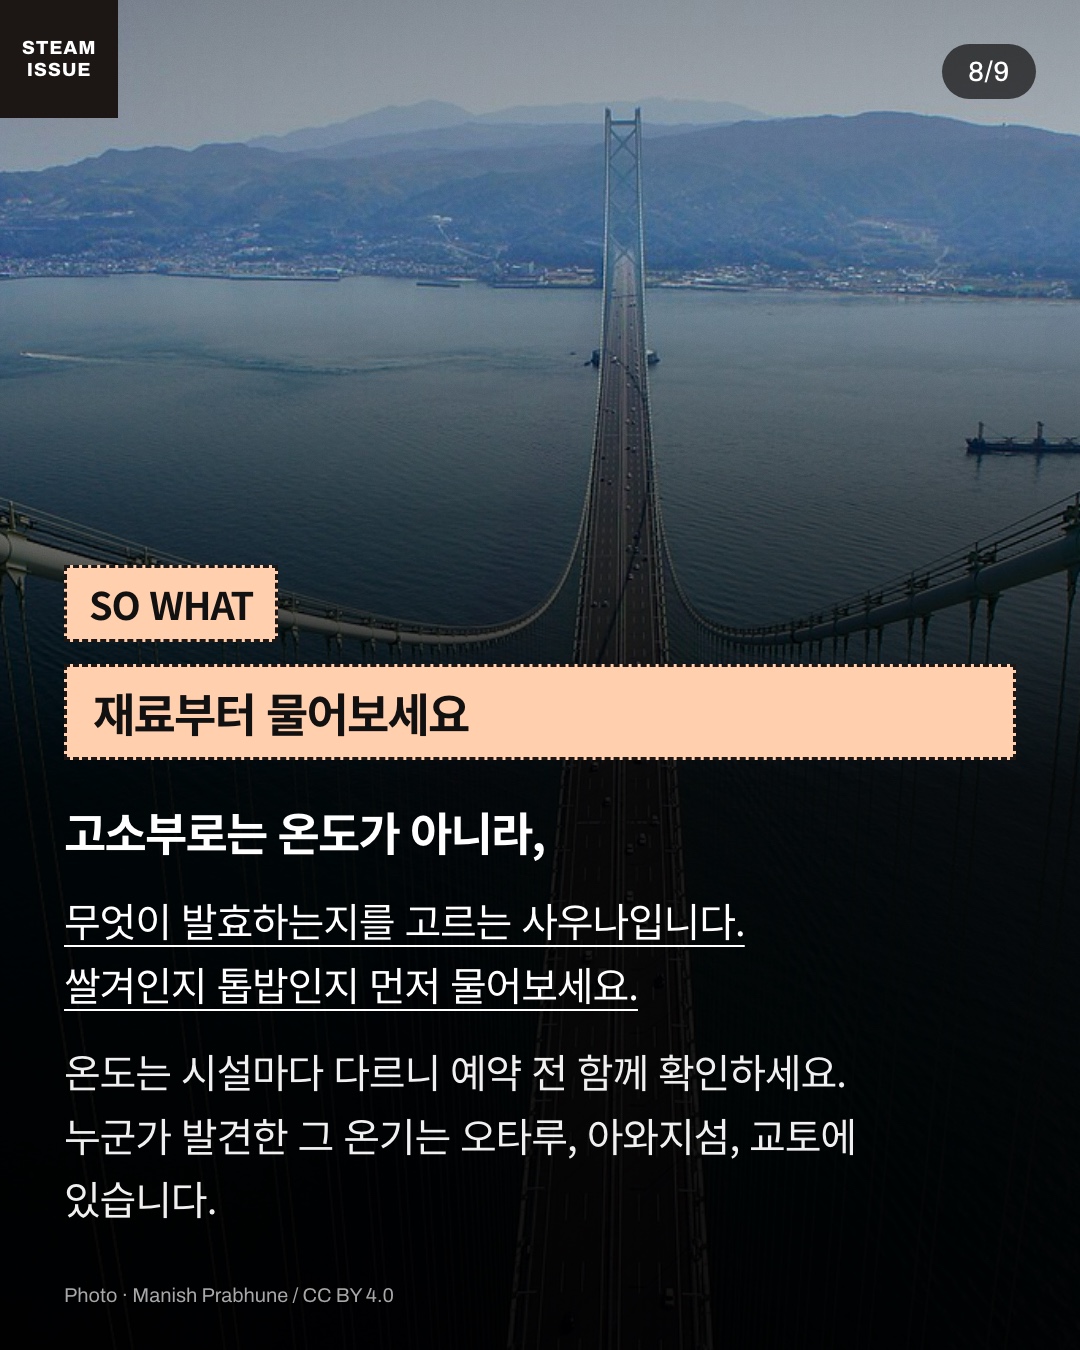 STEAM
ISSUE
8/9
SO WHAT
재료부터 물어보세요
고소부로는 온도가 아니라,
무엇이 발효하는지를 고르는 사우나입니다.
쌀겨인지 톱밥인지 먼저 물어보세요.
온도는 시설마다 다르니 예약 전 함께 확인하세요.
누군가 발견한 그 온기는 오타루, 아와지섬, 교토에
있습니다.
Photo · Manish Prabhune / CC BY 4.0